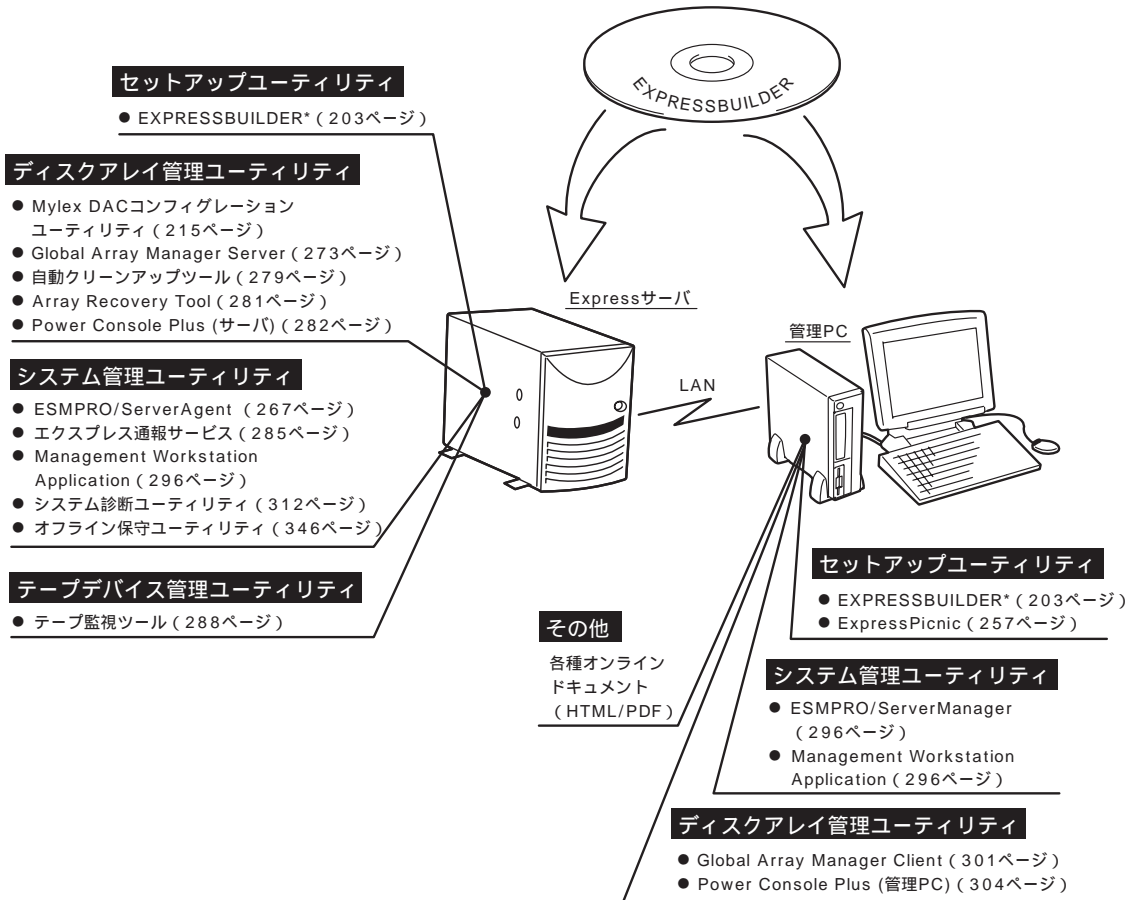 EXPRESSBUILDER
セットアップユーティリティ
● EXPRESSBUILDER*(203ページ)
ディスクアレイ管理ユーティリティ
● Mylex DACコンフィグレーション
ユーティリティ(215ページ)
● Global Array Manager Server(273ページ)
● 自動クリーンアップツール(279ページ)
● Array Recovery Tool(281ページ)
● Power Console Plus (サーバ)(282ページ)
システム管理ユーティリティ
● ESMPRO/ServerAgent (267ページ)
● エクスプレス通報サービス(285ページ)
● Management Workstation
Application(296ページ)
● システム診断ユーティリティ(312ページ)
● オフライン保守ユーティリティ(346ページ)
テープデバイス管理ユーティリティ
● テープ監視ツール(288ページ)
Expressサーバ
LAN
管理PC
その他
各種オンライン
ドキュメント
(HTML/PDF)
セットアップユーティリティ
● EXPRESSBUILDER*(203ページ)
● ExpressPicnic(257ページ)
システム管理ユーティリティ
● ESMPRO/ServerManager
(296ページ)
● Management Workstation
Application(296ページ)
ディスクアレイ管理ユーティリティ
● Global Array Manager Client(301ページ)
● Power Console Plus (管理PC)(304ページ)